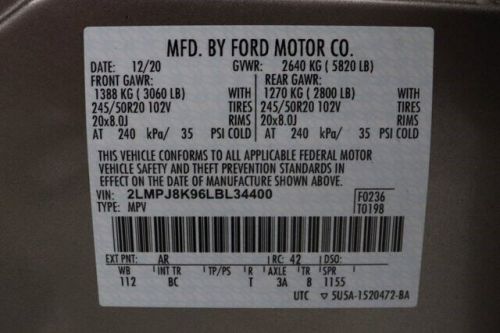 MFD. BY FORD MOTOR CO.
DATE: 12/20 GVWR: 2640 KG ( 5820 LB)
FRONT GAWR: REAR GAWR:
1388 KG ( 3060 LB) WITH 1270 KG ( 2800 LB) WITH
245/50R20 102V TIRES 245/50R20 102V TIRES
20x8.0J RIMS 20x8.0J RIMS
AT 240 kPa/ 35 PSI COLD AT 240 kPa/ 35 PSI COLD
THIS VEHICLE CONFORMS TO ALL APPLICABLE FEDERAL MOTOR
VEHICLE SAFETY AND THEFT PREVENTION STANDARDS IN
EFFECT ON THE DATE OF MANUFACTURE SHOWN ABOVE.
VIN: 2LMPJ8K96LBL34400 F0236
TYPE: MPV T0198
EXT PNT: AR RC: 42 DSO:
WB INT TR TP/PS R AXLE TR SPR
112 BC T 3A 8 1155
UTC 5U5A-1520472-BA